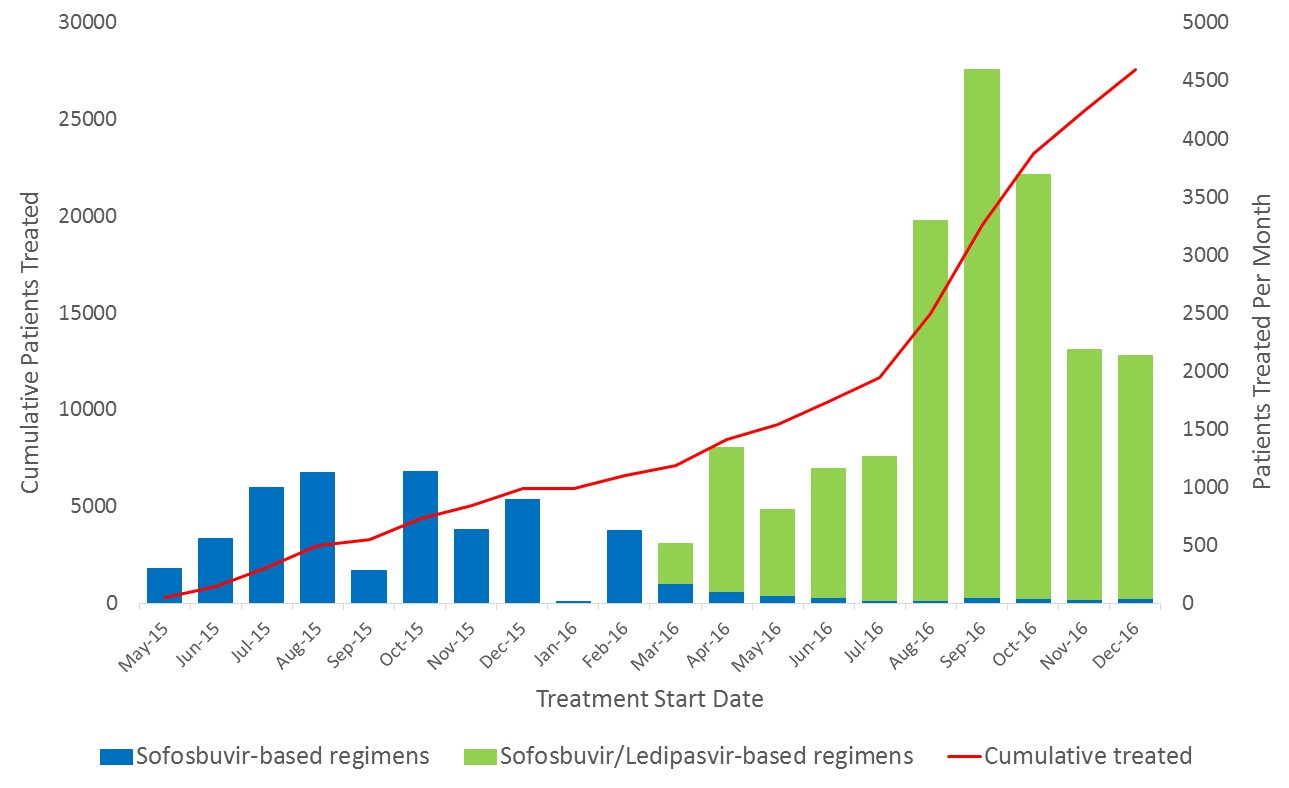 30000
25000
20000
15000
10000
5000
0
Cumulative Patients Treated
5000
4500
4000
3500
3000
2500
2000
1500
1000
500
0
Patients Treated Per Month
May-15
Jun-15
Jul-15
Aug-15
Sep-15
Oct-15
Nov-15
Dec-15
Jan-16
Feb-16
Mar-16
Apr-16
May-16
Jun-16
Jul-16
Aug-16
Sep-16
Oct-16
Nov-16
Dec-16
Treatment Start Date
Sofosbuvir-based regimens
Sofosbuvir/Ledipasvir-based regimens
Cumulative treated